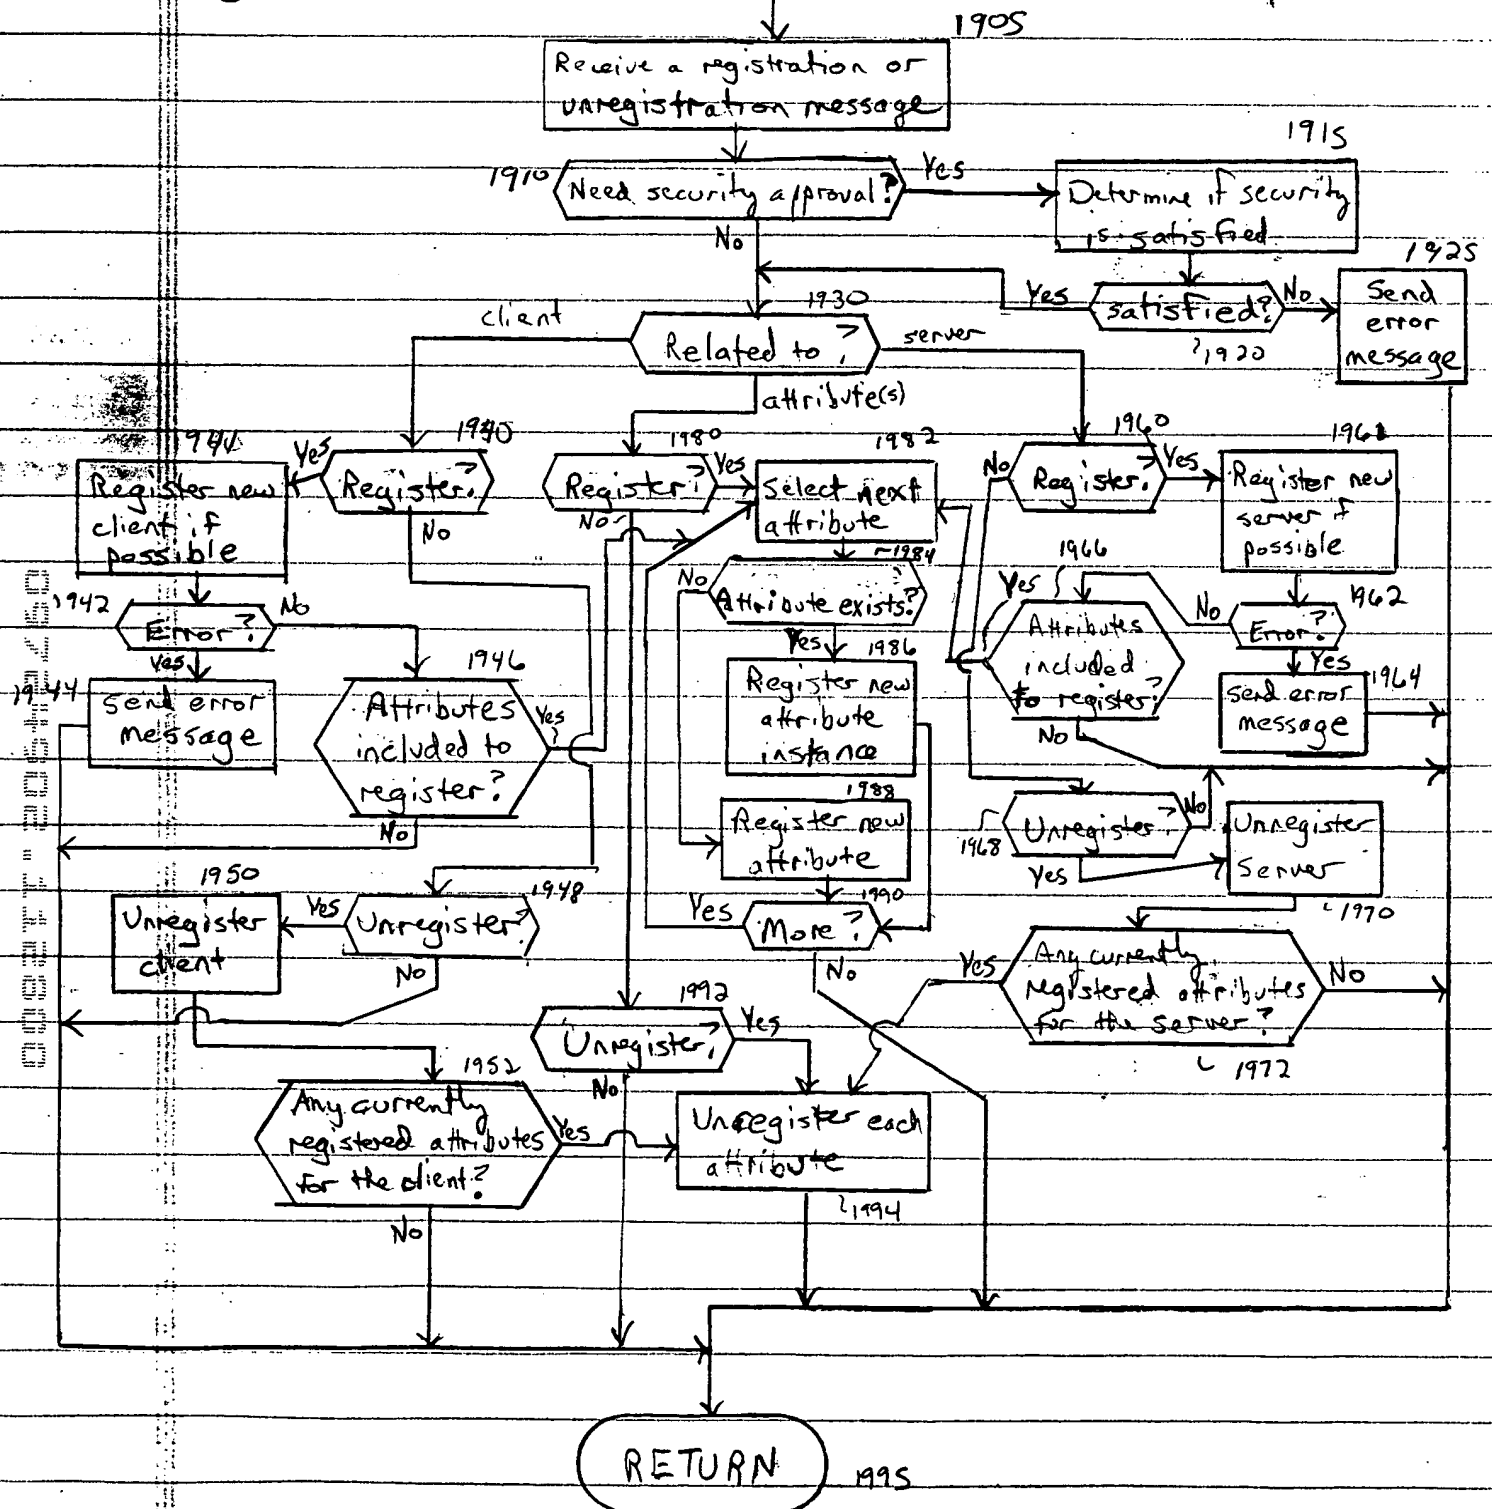 1905
Receive a registration or
unregistration message
1910
Need security approval?
Yes
No
1915
Determine if security
is satisfied
satisfied?
Yes
No
1920
1925
Send
error
message
1930
Related to ?
client
attribute(s)
server
1940
Register?
Yes
No
1941
Register new
client if
possible
1942
Error?
No
Yes
1944
Send error
message
1946
Attributes
included to
register?
Yes
No
1948
Unregister?
Yes
No
1950
Unregister
client
1952
Any currently
registered attributes
for the client?
Yes
No
1980
Register?
Yes
No
1982
Select next
attribute
1984
Attribute exists?
No
Yes
1986
Register new
attribute
instance
1988
Register new
attribute
1990
More?
Yes
No
1992
Unregister?
Yes
No
Unregister each
attribute
1994
1960
Register?
No
Yes
1961
Register new
server if
possible
1962
Error?
No
Yes
1964
Send error
message
1966
Attributes
included
to register?
Yes
No
1968
Unregister?
No
Yes
Unregister
Server
1970
Any currently
registered attributes
for the server?
Yes
No
1972
RETURN
1995